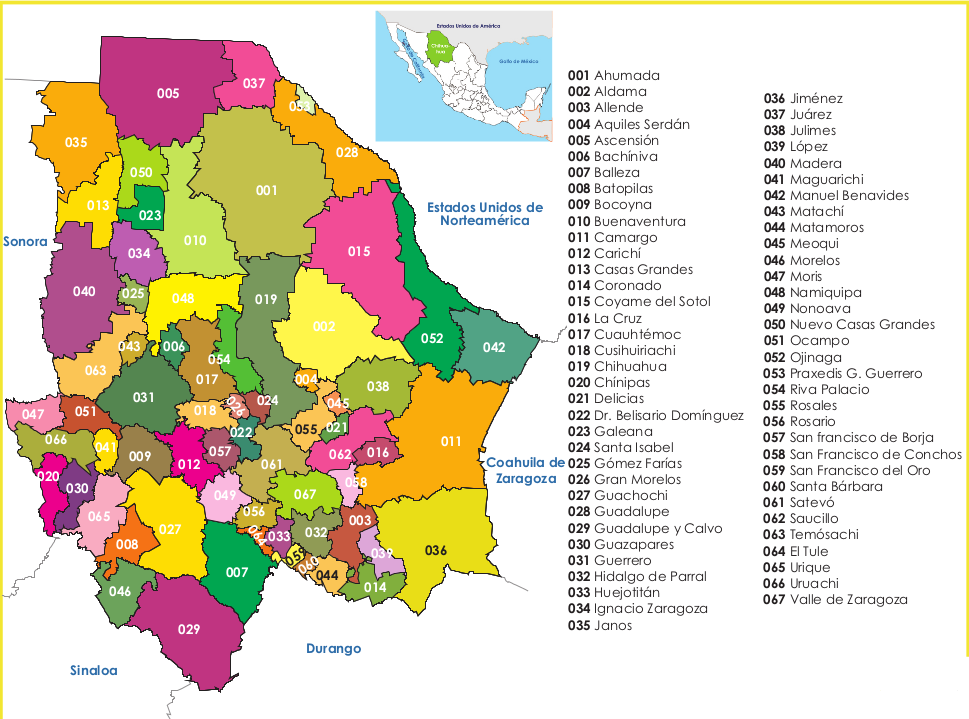 Estados Unidos de América
Chihua
hua
Golfo de California
Golfo de México
005
037
035
053
028
050
001
013
023
010
015
034
040
025
048
019
002
052
042
043
006
054
017
063
004
038
031
024
045
026
018
047
051
055
021
022
011
066
041
057
062
016
009
012
061
020
030
058
049
067
065
056
003
027
064
033
032
008
059
039
036
060
007
044
014
046
029
Sonora
Estados Unidos de
Norteamérica
Coahuila de
Zaragoza
Durango
Sinaloa
001 Ahumada
002 Aldama
003 Allende
004 Aquiles Serdán
005 Ascensión
006 Bachíniva
007 Balleza
008 Batopilas
009 Bocoyna
010 Buenaventura
011 Camargo
012 Carichí
013 Casas Grandes
014 Coronado
015 Coyame del Sotol
016 La Cruz
017 Cuauhtémoc
018 Cusihuiriachi
019 Chihuahua
020 Chínipas
021 Delicias
022 Dr. Belisario Domínguez
023 Galeana
024 Santa Isabel
025 Gómez Farías
026 Gran Morelos
027 Guachochi
028 Guadalupe
029 Guadalupe y Calvo
030 Guazapares
031 Guerrero
032 Hidalgo de Parral
033 Huejotitán
034 Ignacio Zaragoza
035 Janos
036 Jiménez
037 Juárez
038 Julimes
039 López
040 Madera
041 Maguarichi
042 Manuel Benavides
043 Matachí
044 Matamoros
045 Meoqui
046 Morelos
047 Moris
048 Namiquipa
049 Nonoava
050 Nuevo Casas Grandes
051 Ocampo
052 Ojinaga
053 Praxedis G. Guerrero
054 Riva Palacio
055 Rosales
056 Rosario
057 San francisco de Borja
058 San Francisco de Conchos
059 San Francisco del Oro
060 Santa Bárbara
061 Satevó
062 Saucillo
063 Temósachi
064 El Tule
065 Urique
066 Uruachi
067 Valle de Zaragoza